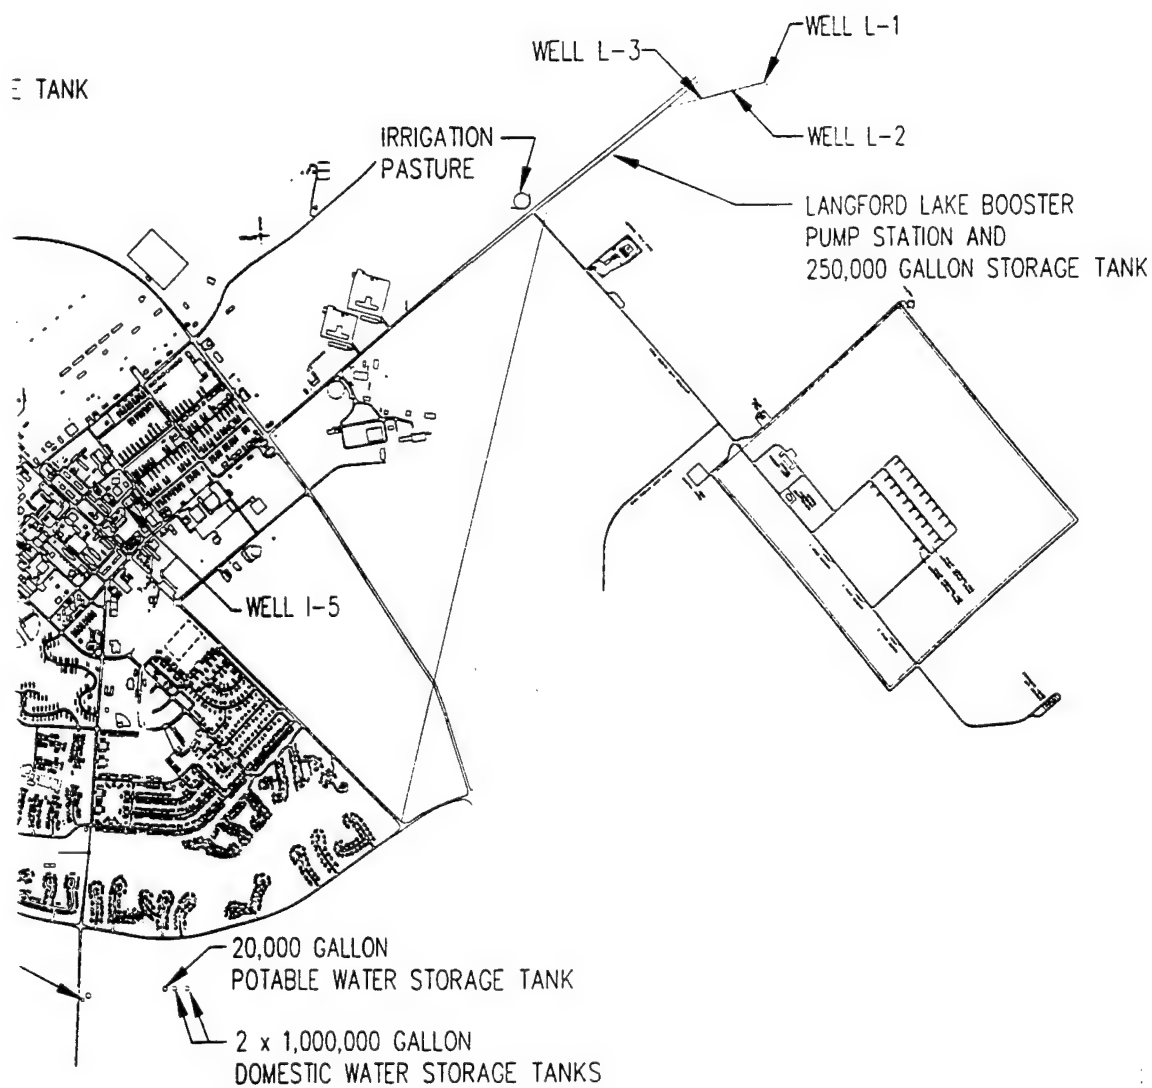 WELL L-1
WELL L-3
E TANK
IRRIGATION
PASTURE
WELL L-2
LANGFORD LAKE BOOSTER
PUMP STATION AND
250,000 GALLON STORAGE TANK
WELL I-5
20,000 GALLON
POTABLE WATER STORAGE TANK
2 x 1,000,000 GALLON
DOMESTIC WATER STORAGE TANKS